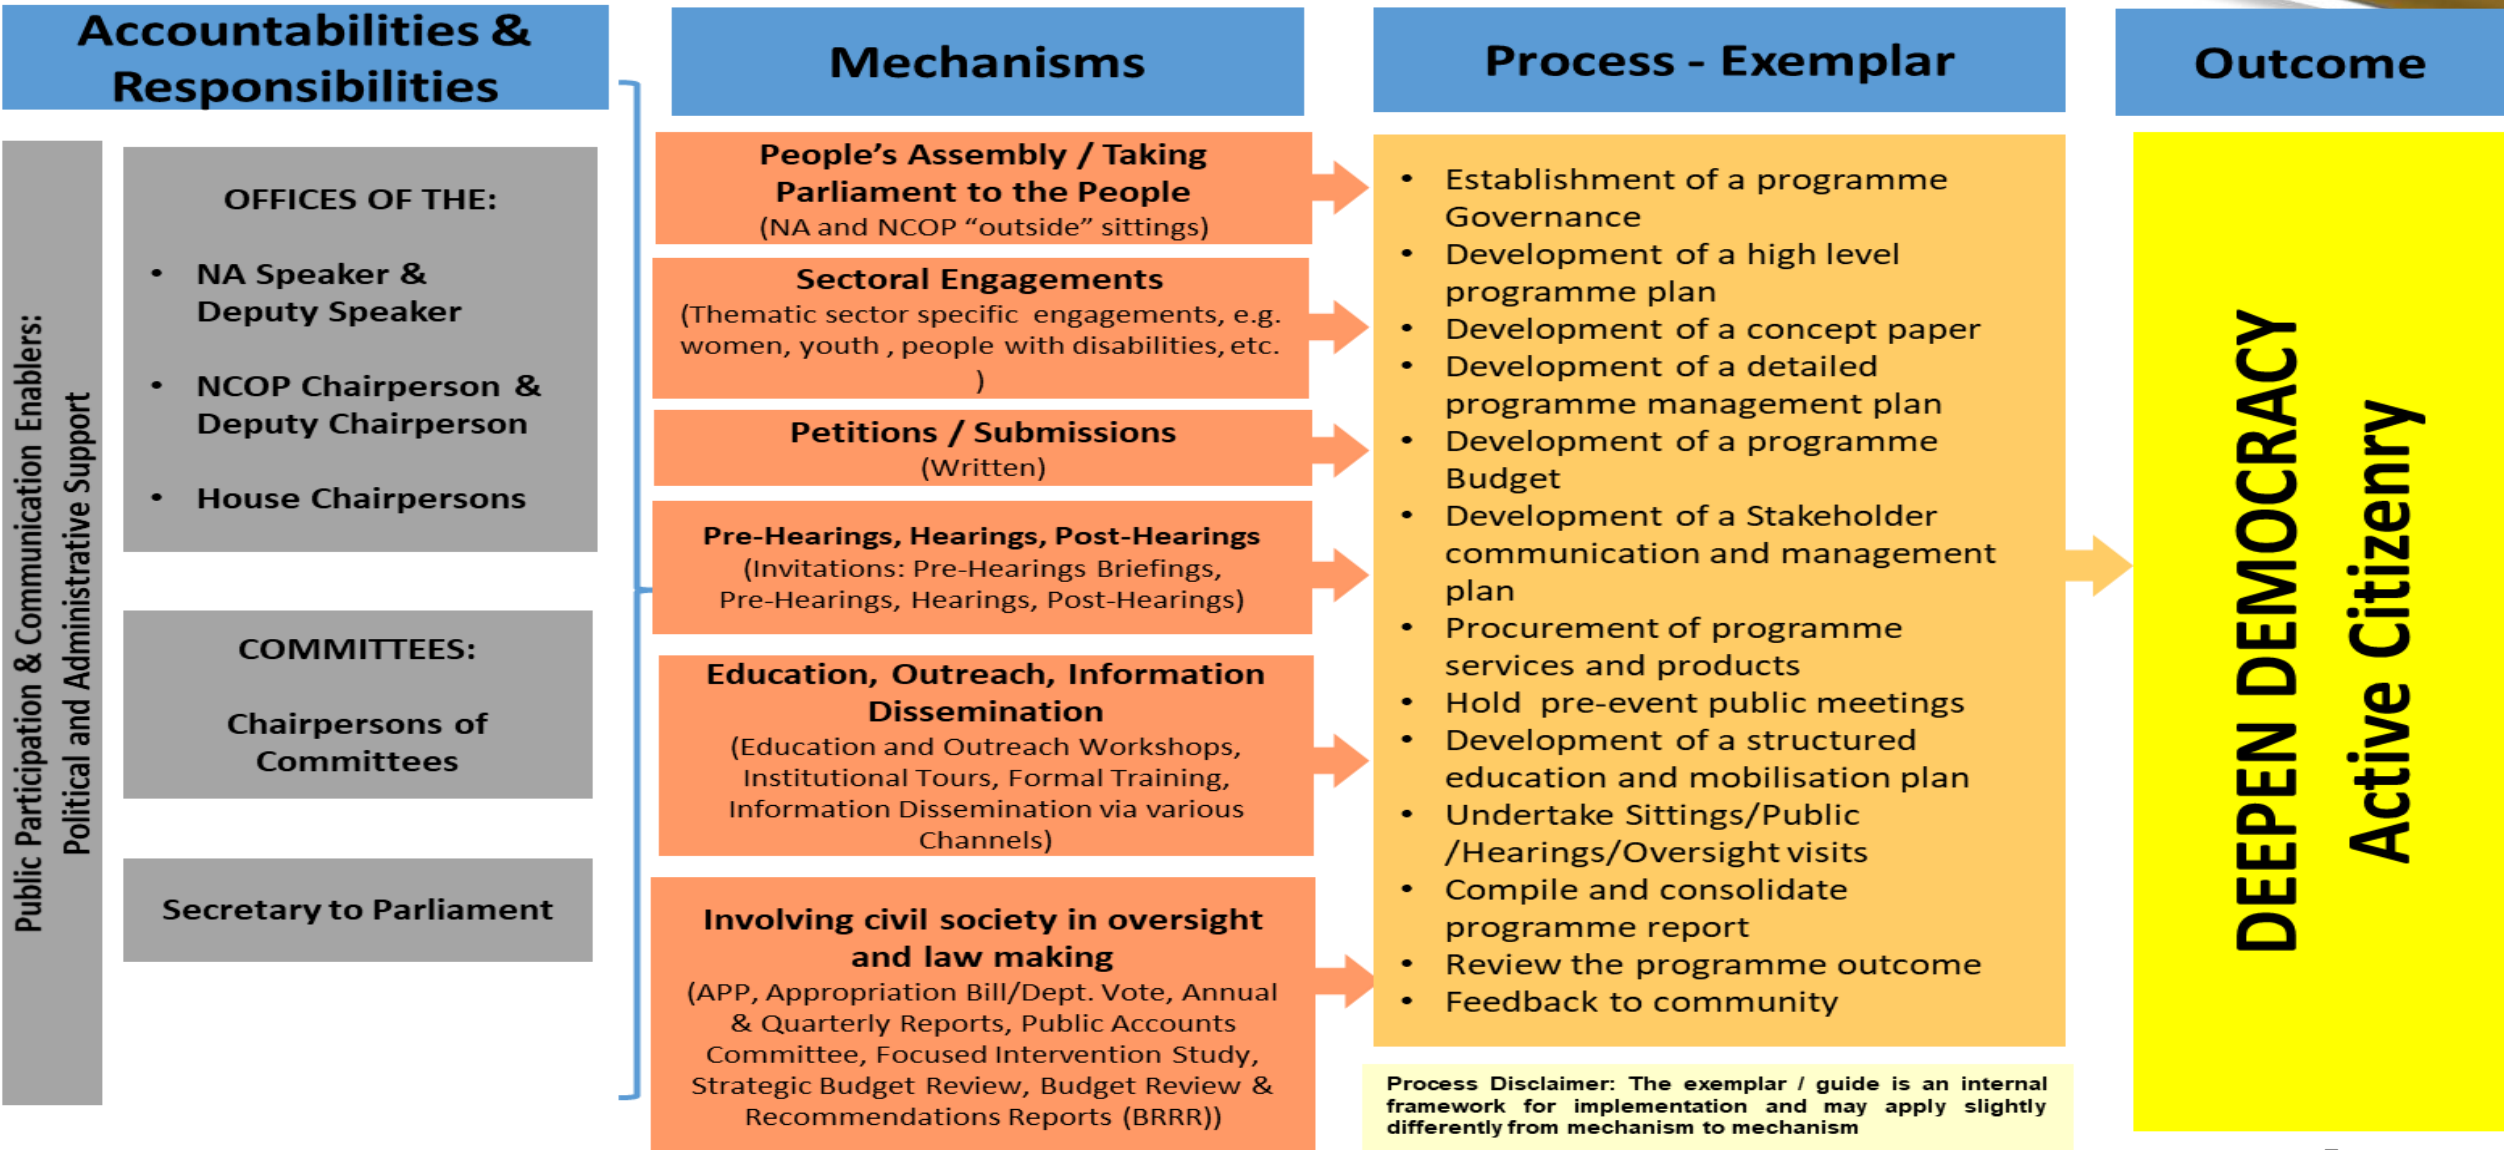 Accountabilities &
Responsibilities
Public Participation & Communication Enablers:
Political and Administrative Support
OFFICES OF THE:
• NA Speaker &
Deputy Speaker
• NCOP Chairperson &
Deputy Chairperson
• House Chairpersons
COMMITTEES:
Chairpersons of
Committees
Secretary to Parliament
Mechanisms
People’s Assembly / Taking
Parliament to the People
(NA and NCOP “outside” sittings)
Sectoral Engagements
(Thematic sector specific engagements, e.g.
women, youth , people with disabilities, etc.
)
Petitions / Submissions
(Written)
Pre-Hearings, Hearings, Post-Hearings
(Invitations: Pre-Hearings Briefings,
Pre-Hearings, Hearings, Post-Hearings)
Education, Outreach, Information
Dissemination
(Education and Outreach Workshops,
Institutional Tours, Formal Training,
Information Dissemination via various
Channels)
Involving civil society in oversight
and law making
(APP, Appropriation Bill/Dept. Vote, Annual
& Quarterly Reports, Public Accounts
Committee, Focused Intervention Study,
Strategic Budget Review, Budget Review &
Recommendations Reports (BRRR))
Process - Exemplar
• Establishment of a programme
Governance
• Development of a high level
programme plan
• Development of a concept paper
• Development of a detailed
programme management plan
• Development of a programme
Budget
• Development of a Stakeholder
communication and management
plan
• Procurement of programme
services and products
• Hold pre-event public meetings
• Development of a structured
education and mobilisation plan
• Undertake Sittings/Public
/Hearings/Oversight visits
• Compile and consolidate
programme report
• Review the programme outcome
• Feedback to community
Process Disclaimer: The exemplar / guide is an internal
framework for implementation and may apply slightly
differently from mechanism to mechanism
Outcome
DEEPEN DEMOCRACY
Active Citizenry